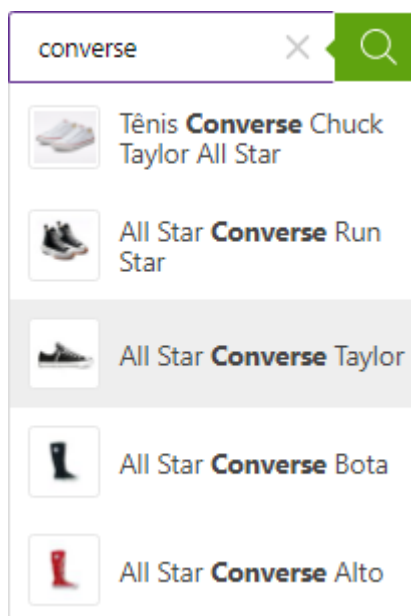 converse
Tênis Converse Chuck
Taylor All Star
All Star Converse Run
Star
All Star Converse Taylor
All Star Converse Bota
All Star Converse Alto